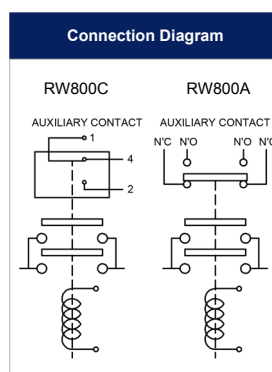 Connection Diagram
RW800C RW800A
AUXILIARY CONTACT AUXILIARY CONTACT
N'C N'O N'O N'C
1
4
2